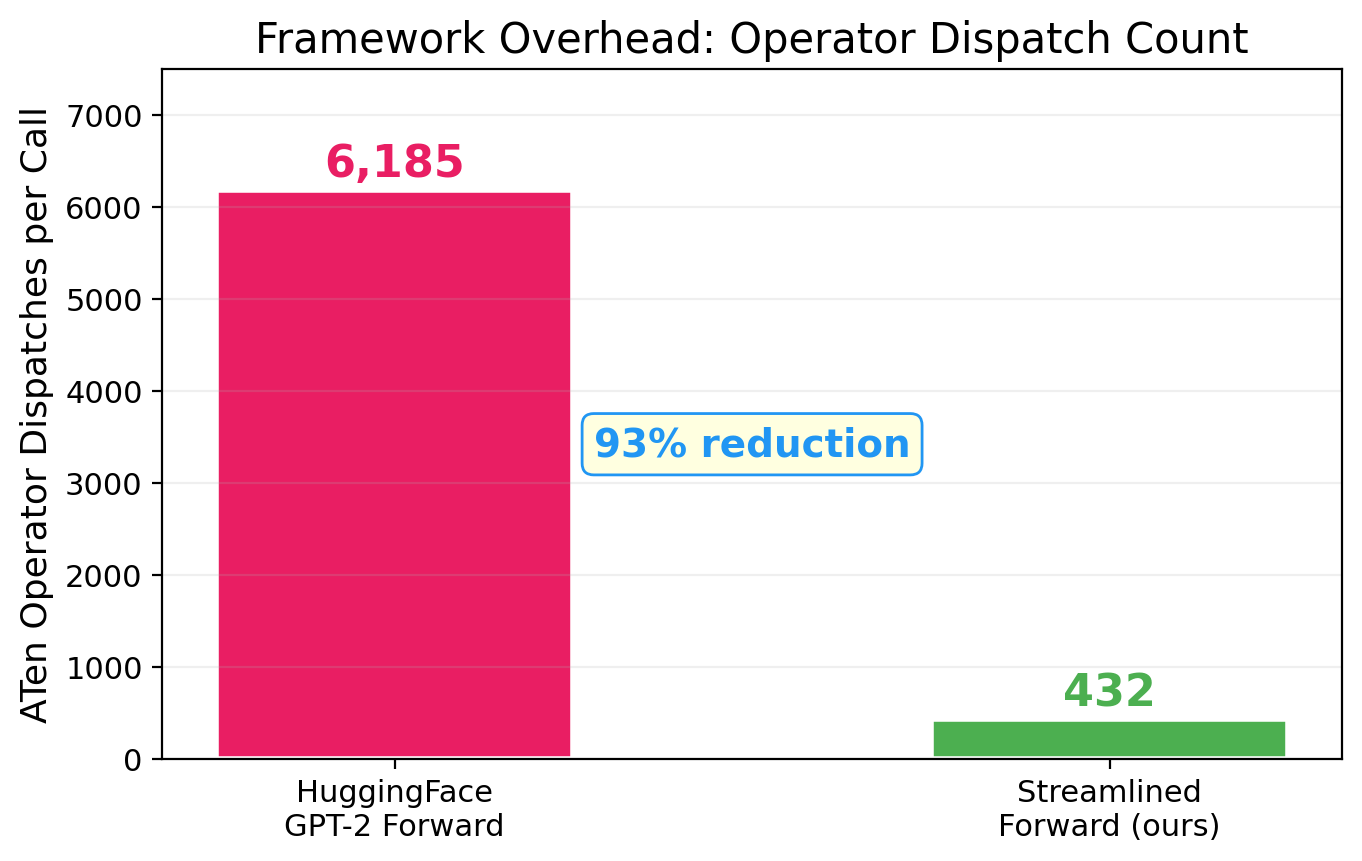 Framework Overhead: Operator Dispatch Count
ATen Operator Dispatches per Call
7000
6000
5000
4000
3000
2000
1000
0
6,185
93% reduction
432
HuggingFace
GPT-2 Forward
Streamlined
Forward (ours)